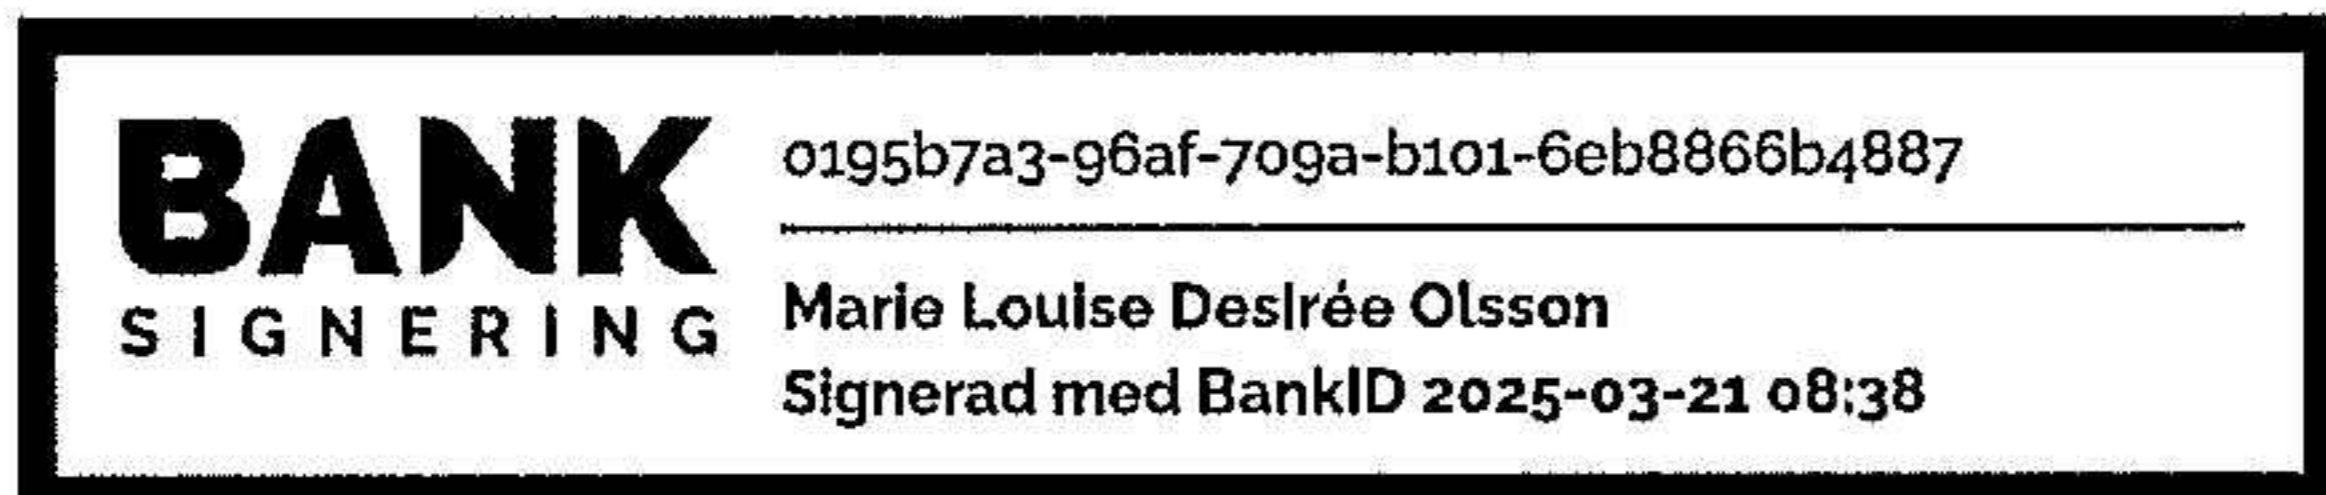 BANK
SIGNERING
0195b7a3-96af-709a-b101-6eb8866b4887
Marie Louise Desirée Olsson
Signerad med BankID 2025-03-21 08:38